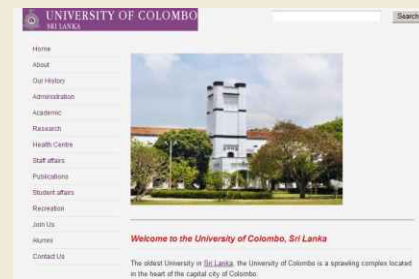 UNIVERSITY OF COLOMBO
SRI LANKA
Search
Home
About
Our History
Administration
Academic
Research
Health Centre
Staff affairs
Publications
Student affairs
Recreation
Join Us
Alumni
Contact Us
Welcome to the University of Colombo, Sri Lanka
The oldest University in Sri Lanka, the University of Colombo is a sprawling complex located
in the heart of the capital city of Colombo.